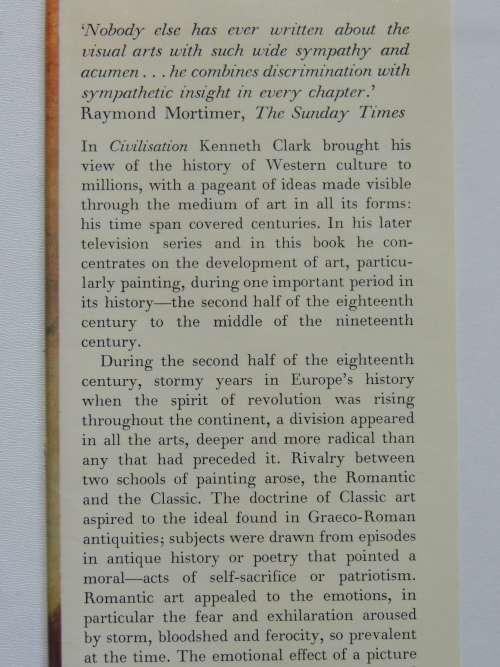 ‘Nobody else has ever written about the
visual arts with such wide sympathy and
acumen . . . he combines discrimination with
sympathetic insight in every chapter.’
Raymond Mortimer, The Sunday Times
In Civilisation Kenneth Clark brought his
view of the history of Western culture to
millions, with a pageant of ideas made visible
through the medium of art in all its forms:
his time span covered centuries. In his later
television series and in this book he con-
centrates on the development of art, particu-
larly painting, during one important period in
its history—the second half of the eighteenth
century to the middle of the nineteenth
century.
During the second half of the eighteenth
century, stormy years in Europe’s history
when the spirit of revolution was rising
throughout the continent, a division appeared
in all the arts, deeper and more radical than
any that had preceded it. Rivalry between
two schools of painting arose, the Romantic
and the Classic. The doctrine of Classic art
aspired to the ideal found in Graeco-Roman
antiquities; subjects were drawn from episodes
in antique history or poetry that pointed a
moral—acts of self-sacrifice or patriotism.
Romantic art appealed to the emotions, in
particular the fear and exhilaration aroused
by storm, bloodshed and ferocity, so prevalent
at the time. The emotional effect of a picture